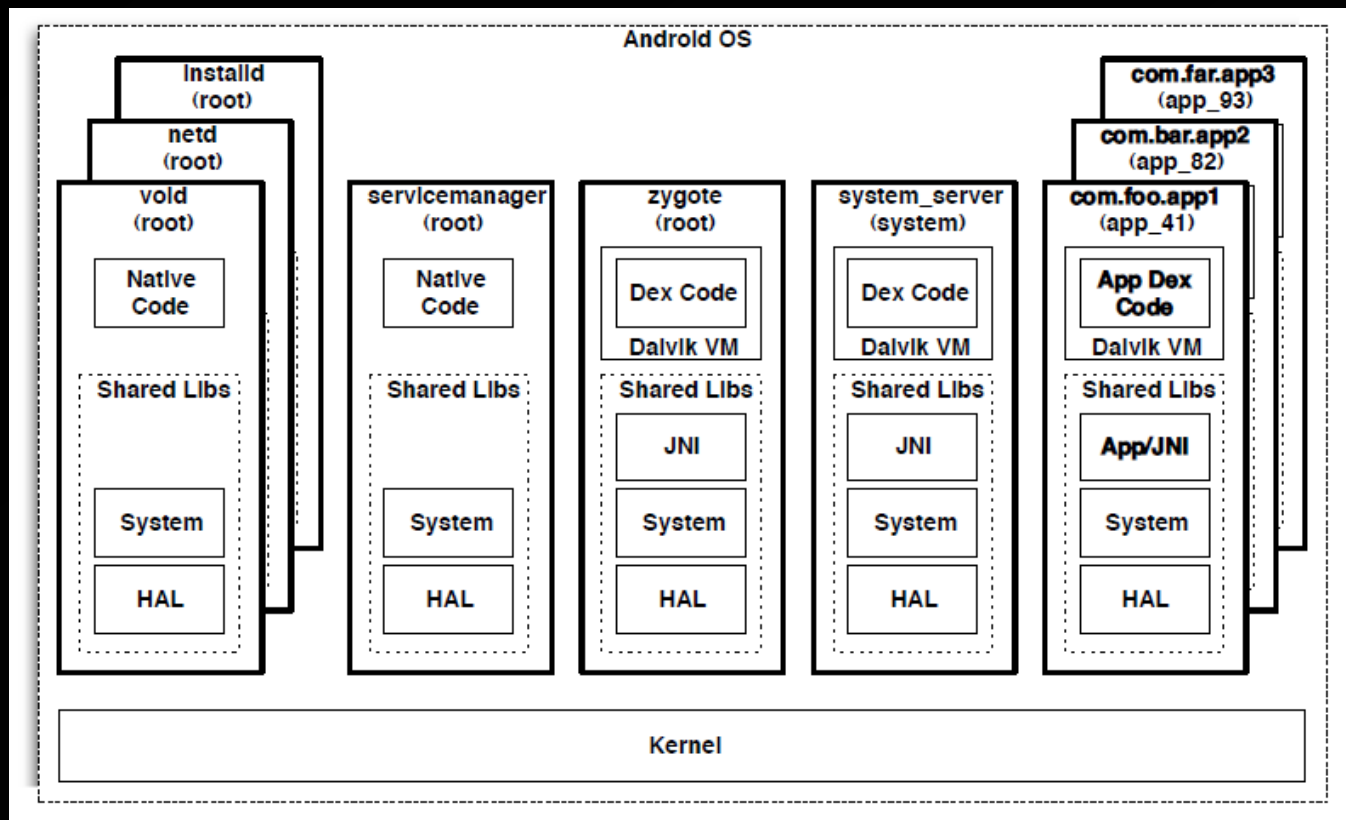 Android OS
installd
(root)
netd
(root)
vold
(root)
Native
Code
Shared Libs
System
HAL
servicemanager
(root)
Native
Code
Shared Libs
System
HAL
zygote
(root)
Dex Code
Dalvik VM
Shared Libs
JNI
System
HAL
system_server
(system)
Dex Code
Dalvik VM
Shared Libs
JNI
System
HAL
com.far.app3
(app_93)
com.bar.app2
(app_82)
com.foo.app1
(app_41)
App Dex
Code
Dalvik VM
Shared Libs
App/JNI
System
HAL
Kernel